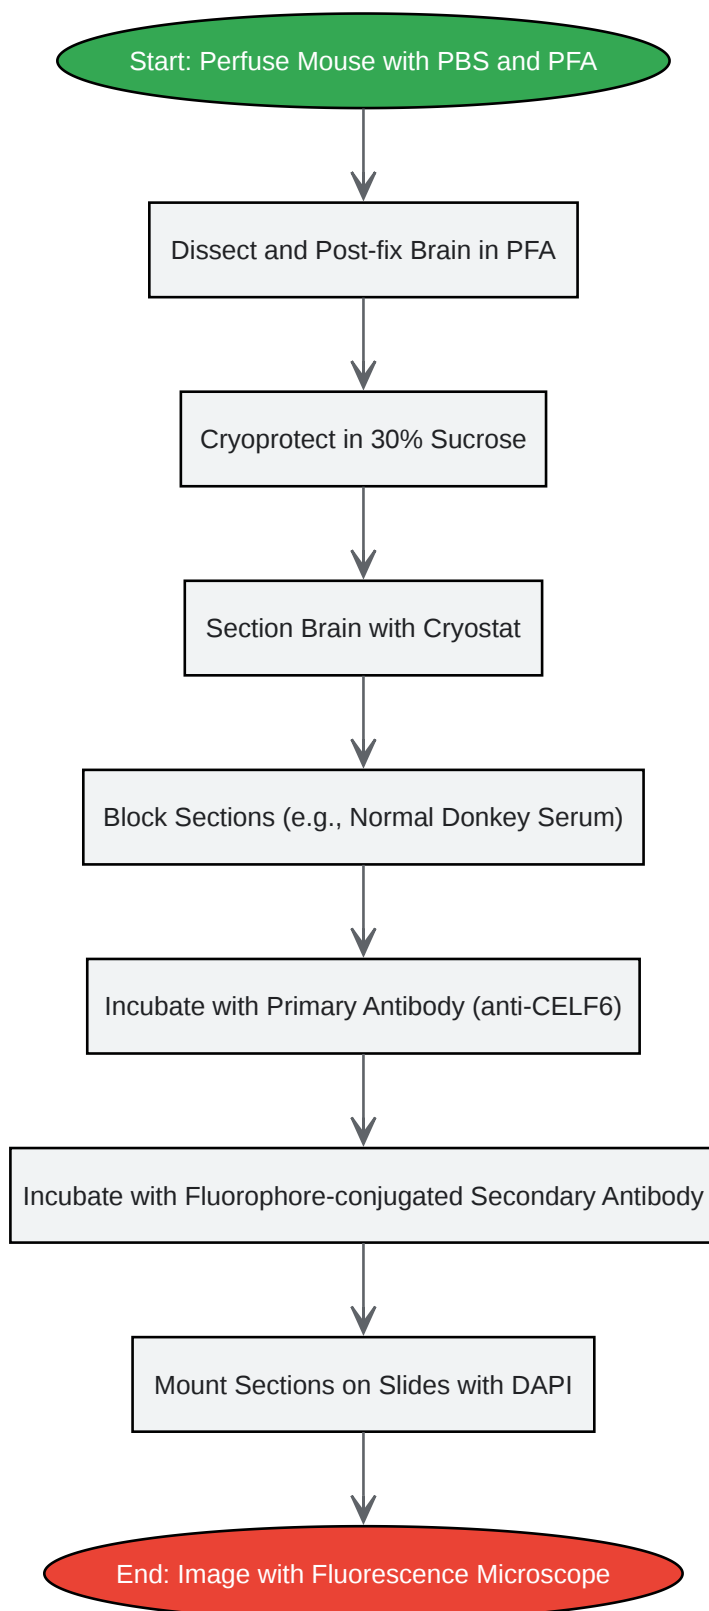 Start: Perfuse Mouse with PBS and PFA
Dissect and Post-fix Brain in PFA
Cryoprotect in 30% Sucrose
Section Brain with Cryostat
Block Sections (e.g., Normal Donkey Serum)
Incubate with Primary Antibody (anti-CELF6)
Incubate with Fluorophore-conjugated Secondary Antibody
Mount Sections on Slides with DAPI
End: Image with Fluorescence Microscope